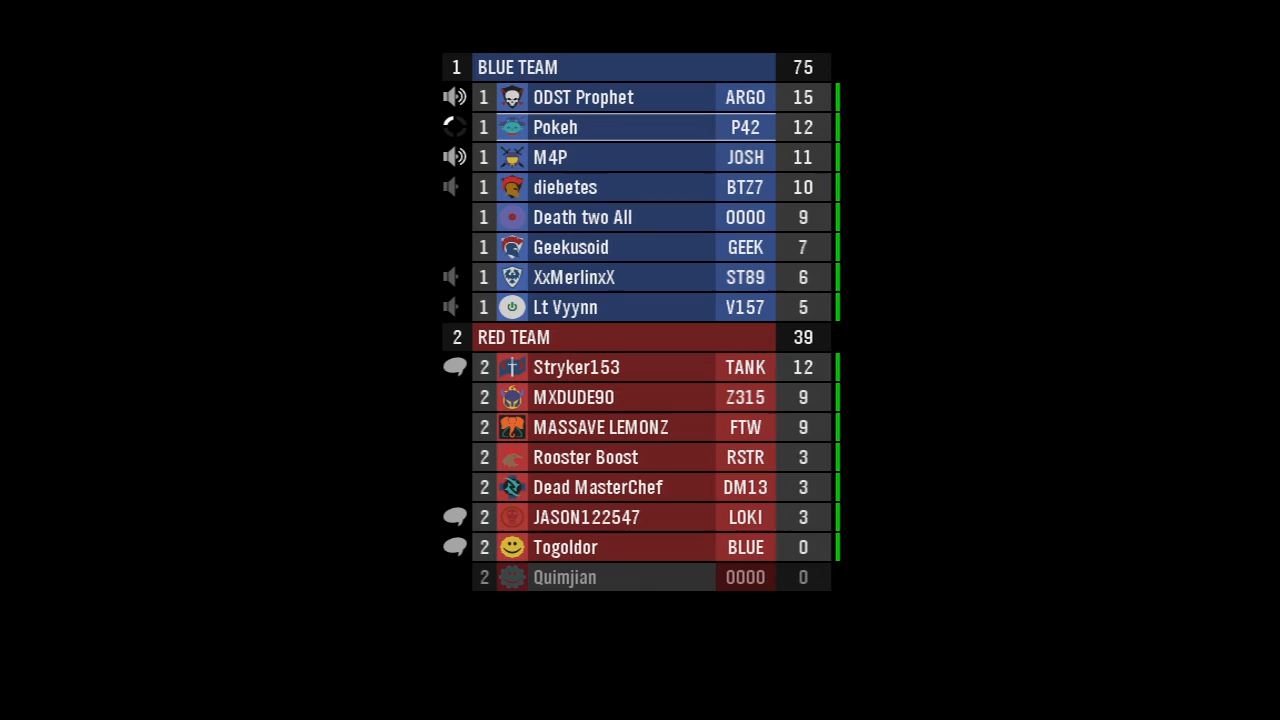 1 BLUE TEAM 75
1 ODST Prophet ARGO 15
1 Pokeh P42 12
1 M4P JOSH 11
1 diebetes BTZ7 10
1 Death two All 0000 9
1 Geekusoid GEEK 7
1 XxMerlinxX ST89 6
1 Lt Vyynn V157 5
2 RED TEAM 39
2 Stryker153 TANK 12
2 MXDUDE90 Z315 9
2 MASSAVE LEMONZ FTW 9
2 Rooster Boost RSTR 3
2 Dead MasterChef DM13 3
2 JASON122547 LOKI 3
2 Togoldor BLUE 0
2 Quimjian 0000 0